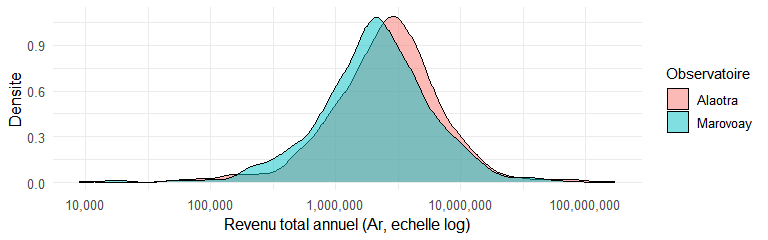 0.9
0.6
0.3
0.0
Densite
10,000 100,000 1,000,000 10,000,000 100,000,000
Revenu total annuel (Ar, echelle log)
Observatoire
Alaotra
Marovoay